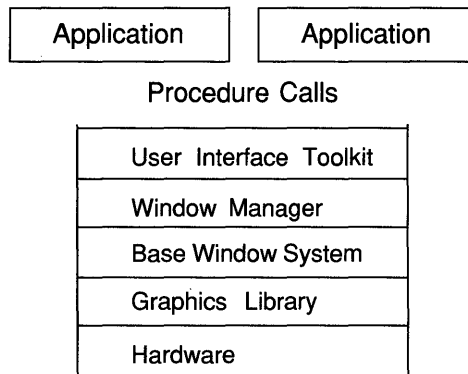 Application Application
Procedure Calls
User Interface Toolkit
Window Manager
Base Window System
Graphics Library
Hardware